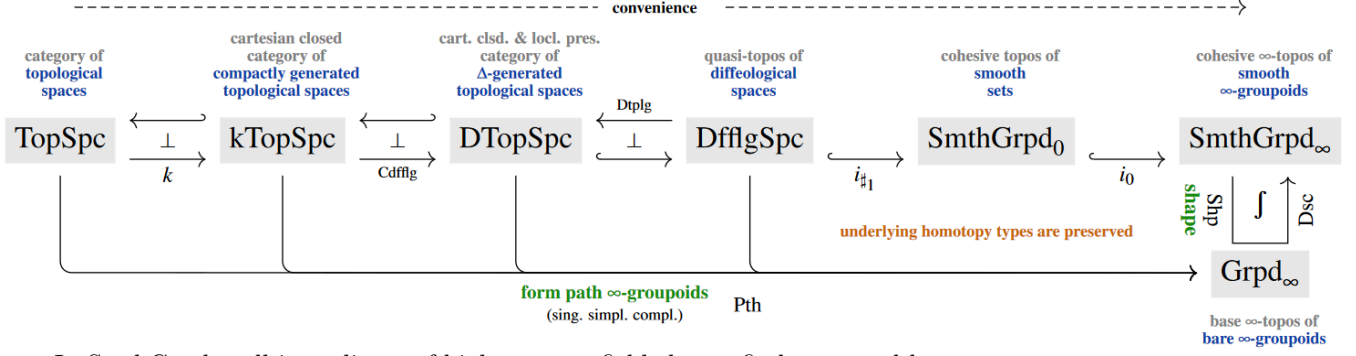 convenience
category of
topological
spaces
cartesian closed
category of
compactly generated
topological spaces
cart. clsd. & locl. pres.
category of
Δ-generated
topological spaces
quasi-topos of
diffeological
spaces
cohesive topos of
smooth
sets
cohesive ∞-topos of
smooth
∞-groupoids
TopSpc ⊥ k kTopSpc ⊥ Cdfflg DTopSpc Dtplg ⊥ DfflgSpc i♯₁ SmthGrpd₀ i₀ SmthGrpd∞
shape Shp ʃ Dsc
underlying homotopy types are preserved
Grpd∞
form path ∞-groupoids
(sing. simpl. compl.)
Pth
base ∞-topos of
bare ∞-groupoids